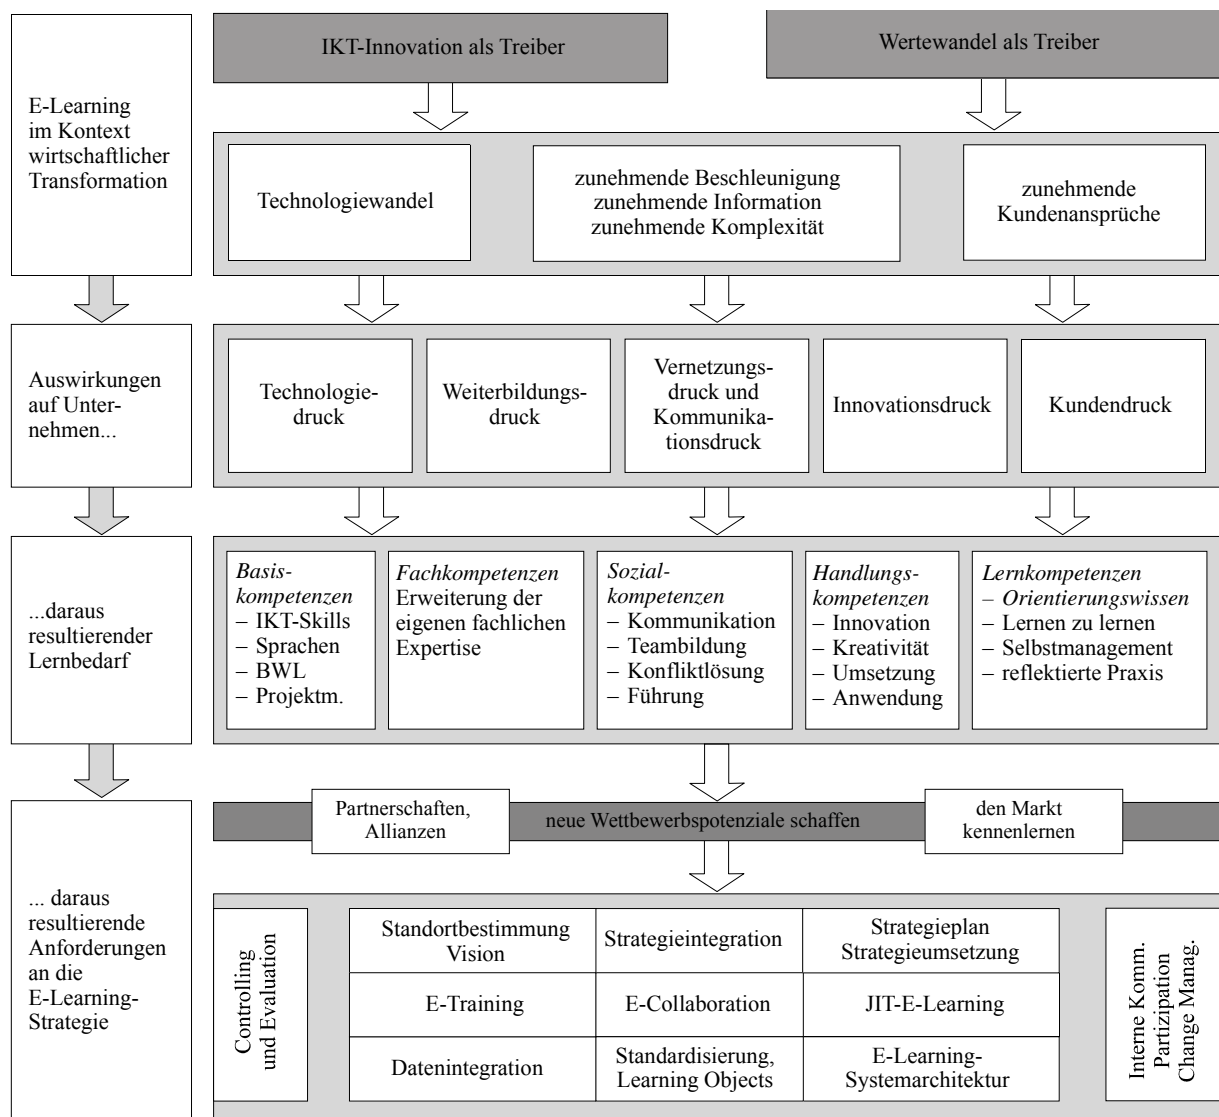 IKT-Innovation als Treiber
Wertewandel als Treiber
E-Learning
im Kontext
wirtschaftlicher
Transformation
Technologiewandel
zunehmende Beschleunigung
zunehmende Information
zunehmende Komplexität
zunehmende
Kundenansprüche
Auswirkungen
auf Unter-
nehmen...
Technologie-
druck
Weiterbildungs-
druck
Vernetzungs-
druck und
Kommunika-
tionsdruck
Innovationsdruck
Kundendruck
...daraus
resultierender
Lernbedarf
Basis-
kompetenzen
– IKT-Skills
– Sprachen
– BWL
– Projektm.
Fachkompetenzen
Erweiterung der
eigenen fachlichen
Expertise
Sozial-
kompetenzen
– Kommunikation
– Teambildung
– Konfliktlösung
– Führung
Handlungs-
kompetenzen
– Innovation
– Kreativität
– Umsetzung
– Anwendung
Lernkompetenzen
– Orientierungswissen
– Lernen zu lernen
– Selbstmanagement
– reflektierte Praxis
Partnerschaften,
Allianzen
neue Wettbewerbspotenziale schaffen
den Markt
kennenlernen
... daraus
resultierende
Anforderungen
an die
E-Learning-
Strategie
Controlling
und Evaluation
Standortbestimmung
Vision
Strategieintegration
Strategieplan
Strategieumsetzung
E-Training
E-Collaboration
JIT-E-Learning
Datenintegration
Standardisierung,
Learning Objects
E-Learning-
Systemarchitektur
Interne Komm.
Partizipation
Change Manag.